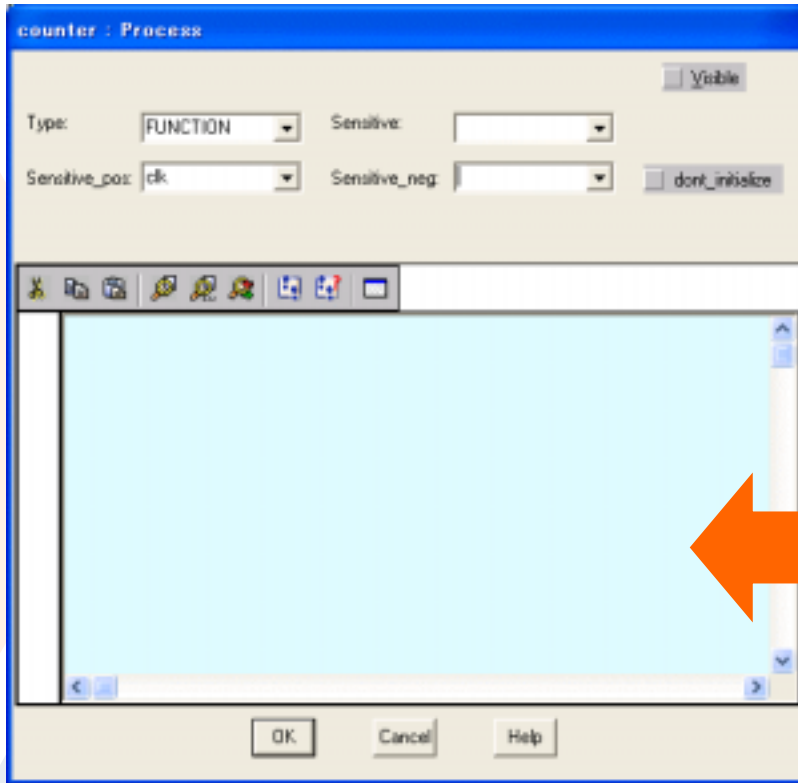 counter : Process
Visible
Type: FUNCTION Sensitive:
Sensitive_pos: clk Sensitive_neg: dont_initialize
OK Cancel Help